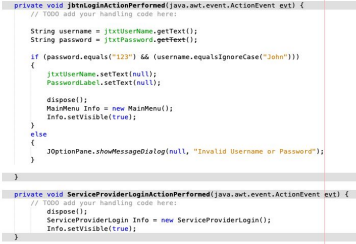 private void jbtnLoginActionPerformed(java.awt.event.ActionEvent evt) {
// TODO add your handling code here:
String username = jtxtUserName.getText();
String password = jtxtPassword.getText();
if (password.equals("123") && (username.equalsIgnoreCase("John")))
{
jtxtUserName.setText(null);
PasswordLabel.setText(null);
dispose();
MainMenu Info = new MainMenu();
Info.setVisible(true);
}
else
{
JOptionPane.showMessageDialog(null, "Invalid Username or Password");
}
}
private void ServiceProviderLoginActionPerformed(java.awt.event.ActionEvent evt) {
// TODO add your handling code here:
dispose();
ServiceProviderLogin Info = new ServiceProviderLogin();
Info.setVisible(true);
}